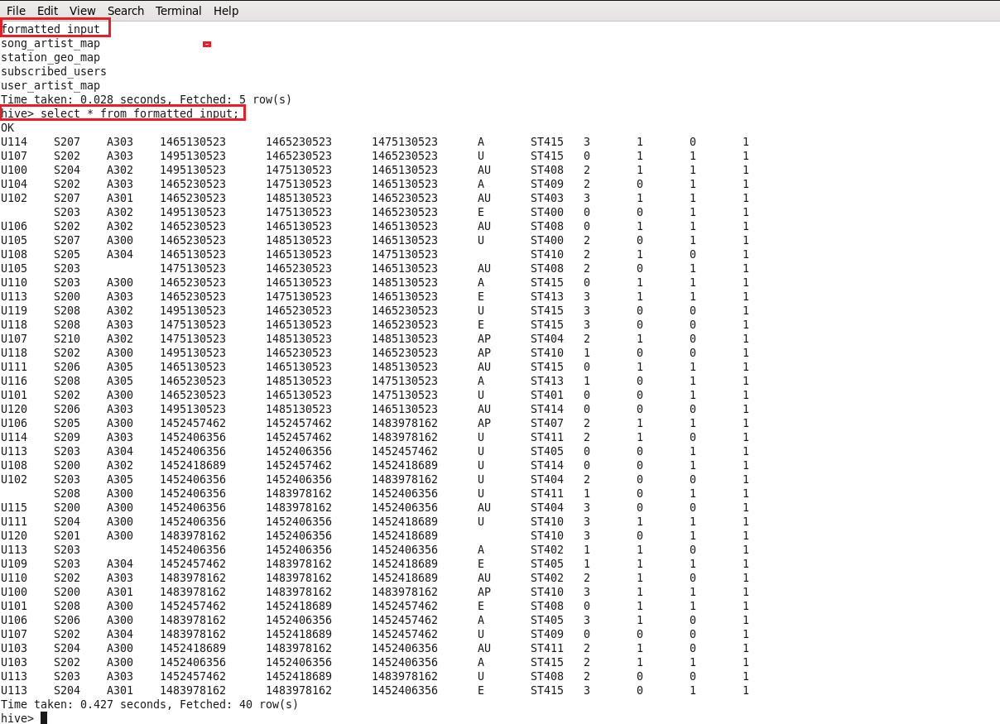 File Edit View Search Terminal Help
formatted_input
song_artist_map
station_geo_map
subscribed_users
user_artist_map
Time taken: 0.028 seconds, Fetched: 5 row(s)
hive> select * from formatted_input;
OK
U114 S207 A303 1465130523 1465230523 1475130523 A ST415 3 1 0 1
U107 S202 A303 1495130523 1465230523 1465230523 U ST415 0 1 1 1
U100 S204 A302 1495130523 1475130523 1465130523 AU ST408 2 1 1 1
U104 S202 A303 1465230523 1475130523 1465130523 A ST409 2 0 1 1
U102 S207 A301 1465230523 1485130523 1465230523 AU ST403 3 1 1 1
S203 A302 1495130523 1475130523 1465230523 E ST400 0 0 1 1
U106 S202 A302 1465230523 1465130523 1465130523 AU ST408 0 1 1 1
U105 S207 A300 1465230523 1485130523 1465130523 U ST400 2 0 1 1
U108 S205 A304 1465130523 1465130523 1475130523 ST410 2 1 0 1
U105 S203 1475130523 1465230523 1465130523 AU ST408 2 0 1 1
U110 S203 A300 1465230523 1465130523 1485130523 A ST415 0 1 1 1
U113 S200 A303 1465230523 1475130523 1465130523 E ST413 3 1 1 1
U119 S208 A302 1495130523 1465230523 1465230523 U ST415 3 0 0 1
U118 S208 A303 1475130523 1465130523 1465230523 E ST415 3 0 0 1
U107 S210 A302 1475130523 1485130523 1485130523 AP ST404 2 1 0 1
U118 S202 A300 1495130523 1465230523 1465230523 AP ST410 1 0 0 1
U111 S206 A305 1465130523 1465130523 1485130523 AU ST415 0 1 1 1
U116 S208 A305 1465230523 1485130523 1475130523 A ST413 1 0 1 1
U101 S202 A300 1465230523 1465130523 1475130523 U ST401 0 0 1 1
U120 S206 A303 1495130523 1485130523 1465130523 AU ST414 0 0 0 1
U106 S205 A300 1452457462 1452457462 1483978162 AP ST407 2 1 1 1
U114 S209 A303 1452406356 1452457462 1483978162 U ST411 2 1 0 1
U113 S203 A304 1452406356 1452406356 1452457462 U ST405 0 0 1 1
U108 S200 A302 1452418689 1452457462 1452418689 U ST414 0 0 1 1
U102 S203 A305 1452406356 1452406356 1483978162 U ST404 2 0 0 1
S208 A300 1452406356 1483978162 1452406356 U ST411 1 0 1 1
U115 S200 A300 1452406356 1483978162 1452406356 AU ST404 3 0 0 1
U111 S204 A300 1452406356 1452406356 1452418689 U ST410 3 1 1 1
U120 S201 A300 1483978162 1452406356 1452418689 ST410 3 0 1 1
U113 S203 1452406356 1452406356 1452406356 A ST402 1 1 0 1
U109 S203 A304 1452457462 1483978162 1452418689 E ST405 1 1 1 1
U110 S202 A303 1483978162 1483978162 1452418689 AU ST402 2 1 0 1
U100 S200 A301 1483978162 1483978162 1483978162 AP ST410 3 1 1 1
U101 S208 A300 1452457462 1452418689 1452457462 E ST408 0 1 1 1
U106 S206 A300 1483978162 1452406356 1452457462 A ST405 3 1 0 1
U107 S202 A304 1483978162 1452418689 1452457462 U ST409 0 0 0 1
U103 S204 A300 1452418689 1483978162 1452406356 AU ST411 2 1 0 1
U103 S202 A300 1452406356 1452406356 1452406356 A ST415 2 1 1 1
U113 S203 A303 1452457462 1452418689 1483978162 U ST408 2 0 0 1
U113 S204 A301 1483978162 1483978162 1452406356 E ST415 3 0 1 1
Time taken: 0.427 seconds, Fetched: 40 row(s)
hive>